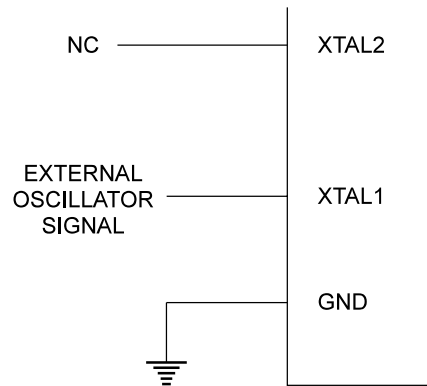 NC
XTAL2
EXTERNAL
OSCILLATOR
SIGNAL
XTAL1
GND